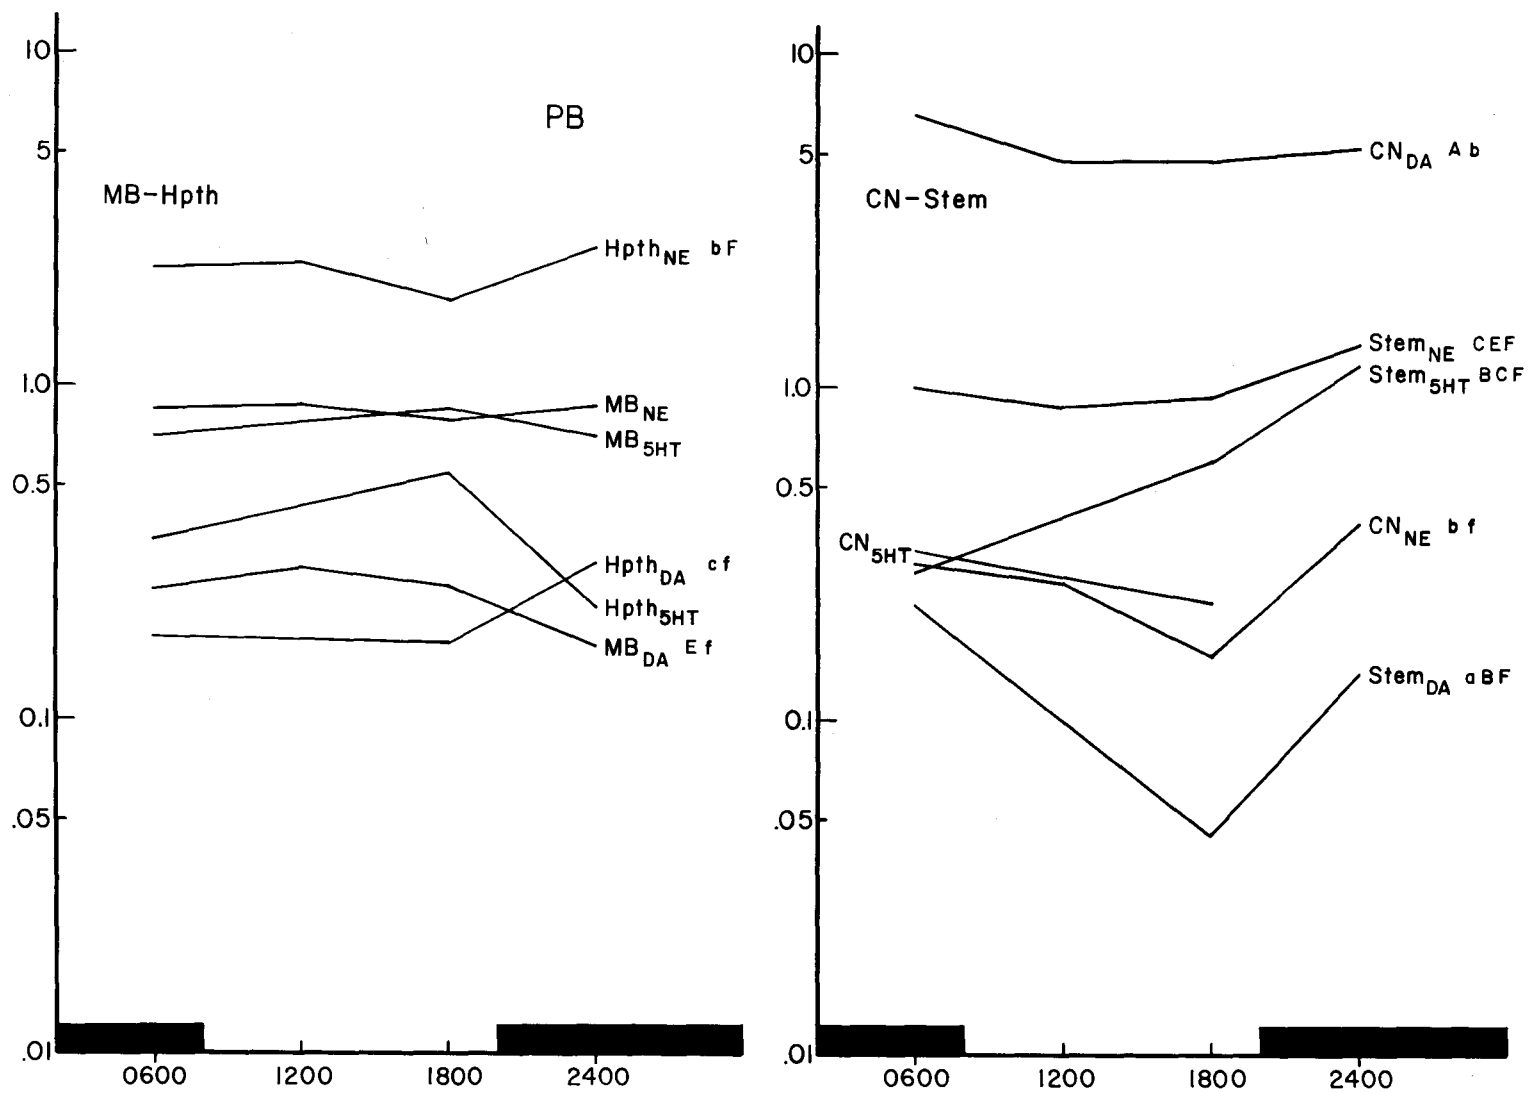 PB
MB-Hpth
10
5
1.0
0.5
0.1
.05
.01
Hpth NE bF
MB NE
MB 5HT
Hpth DA cf
Hpth 5HT
MB DA Ef
0600 1200 1800 2400
CN-Stem
10
5
1.0
0.5
0.1
.05
.01
CN DA Ab
Stem NE CEF
Stem 5HT BCF
CN 5HT
CN NE bf
Stem DA aBF
0600 1200 1800 2400